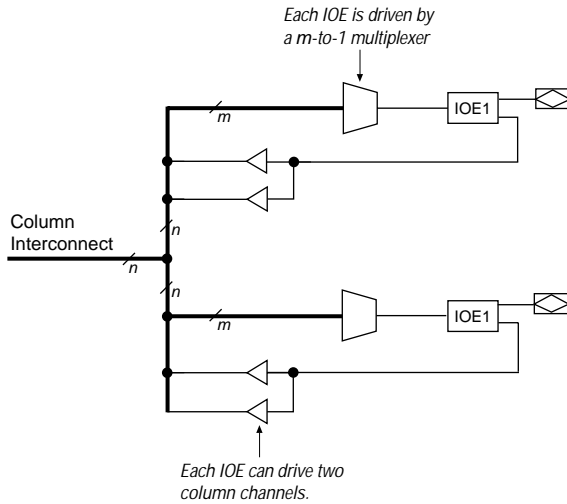 Each IOE is driven by
a m-to-1 multiplexer
m
IOE1
n
Column
Interconnect
n
n
m
IOE1
Each IOE can drive two
column channels.